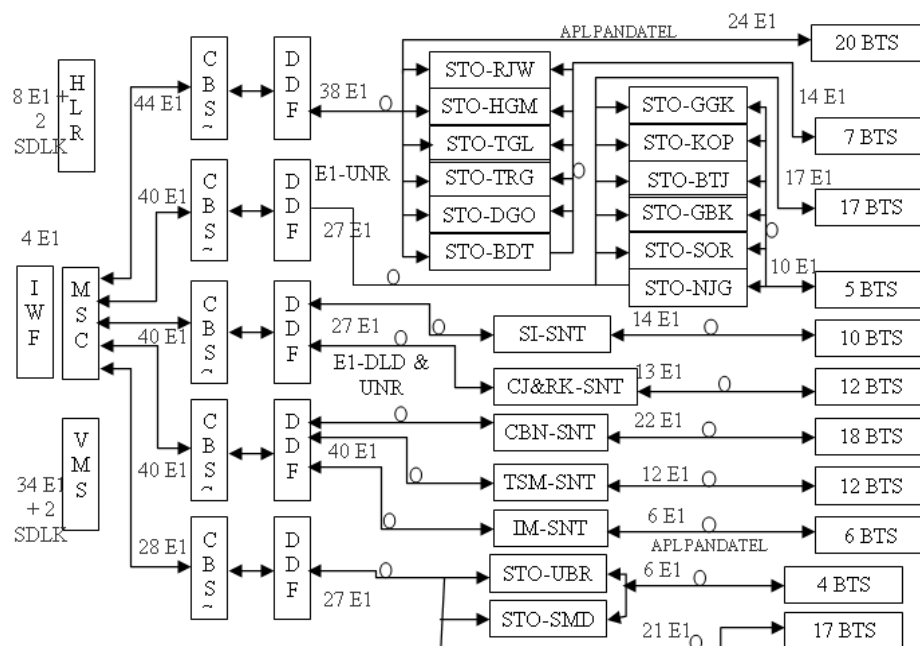 24 E1
APL PANDATEL
20 BTS
8 E1 +
2
SDLK
H
L
R
44 E1
C
B
S
D
D
F
38 E1
STO-RJW
STO-HGM
STO-TGL
STO-TRG
STO-DGO
STO-BDT
STO-GGK
STO-KOP
STO-BTJ
STO-GBK
STO-SOR
STO-NJG
14 E1
7 BTS
17 E1
17 BTS
10 E1
5 BTS
40 E1
C
B
S
D
D
F
E1-UNR
27 E1
4 E1
I
W
F
M
S
C
40 E1
C
B
S
D
D
F
27 E1
E1-DLD &
UNR
SI-SNT
14 E1
10 BTS
CJ&RK-SNT
13 E1
12 BTS
V
M
S
34 E1
+ 2
SDLK
40 E1
C
B
S
D
D
F
40 E1
CBN-SNT
22 E1
18 BTS
TSM-SNT
12 E1
12 BTS
IM-SNT
6 E1
6 BTS
APL PANDATEL
28 E1
C
B
S
D
D
F
27 E1
STO-UBR
STO-SMD
6 E1
4 BTS
21 E1
17 BTS